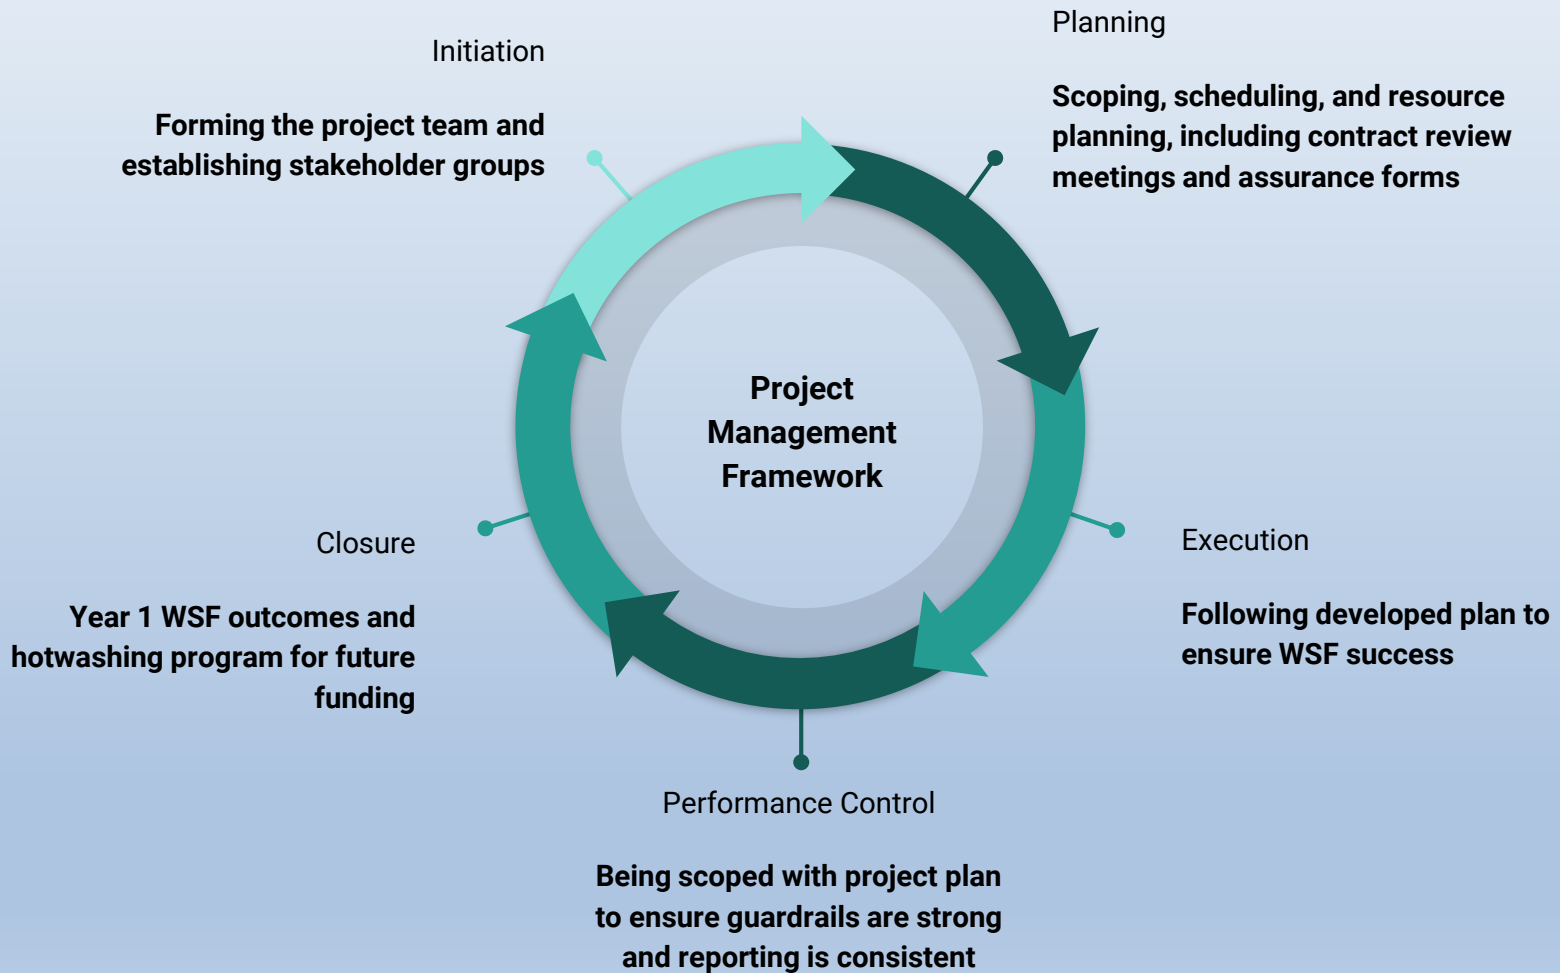 Initiation
Forming the project team and
establishing stakeholder groups
Planning
Scoping, scheduling, and resource
planning, including contract review
meetings and assurance forms
Project
Management
Framework
Execution
Following developed plan to
ensure WSF success
Performance Control
Being scoped with project plan
to ensure guardrails are strong
and reporting is consistent
Closure
Year 1 WSF outcomes and
hotwashing program for future
funding